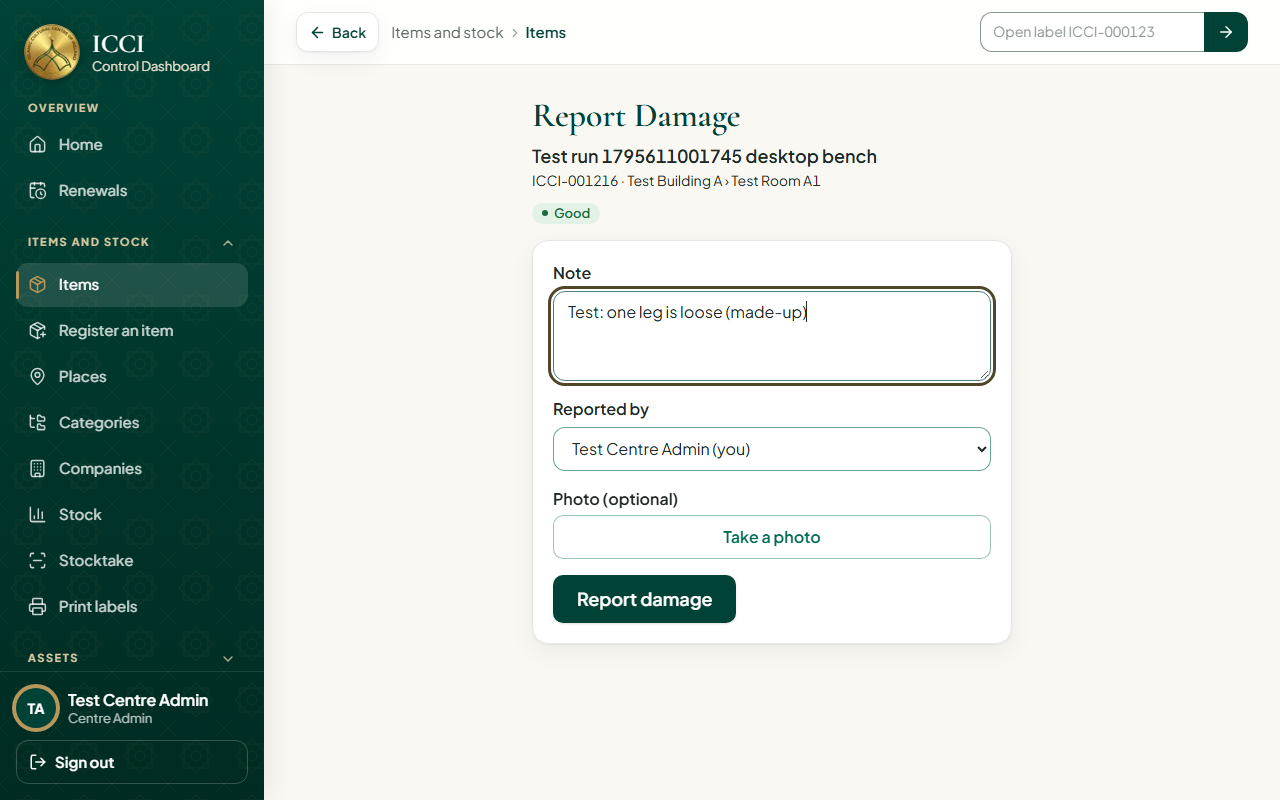 ICCI
Control Dashboard
OVERVIEW
Home
Renewals
ITEMS AND STOCK
Items
Register an item
Places
Categories
Companies
Stock
Stocktake
Print labels
ASSETS
TA
Test Centre Admin
Centre Admin
Sign out
Back
Items and stock › Items
Open label ICCI-000123
Report Damage
Test run 1795611001745 desktop bench
ICCI-001216 · Test Building A › Test Room A1
Good
Note
Test: one leg is loose (made-up)
Reported by
Test Centre Admin (you)
Photo (optional)
Take a photo
Report damage